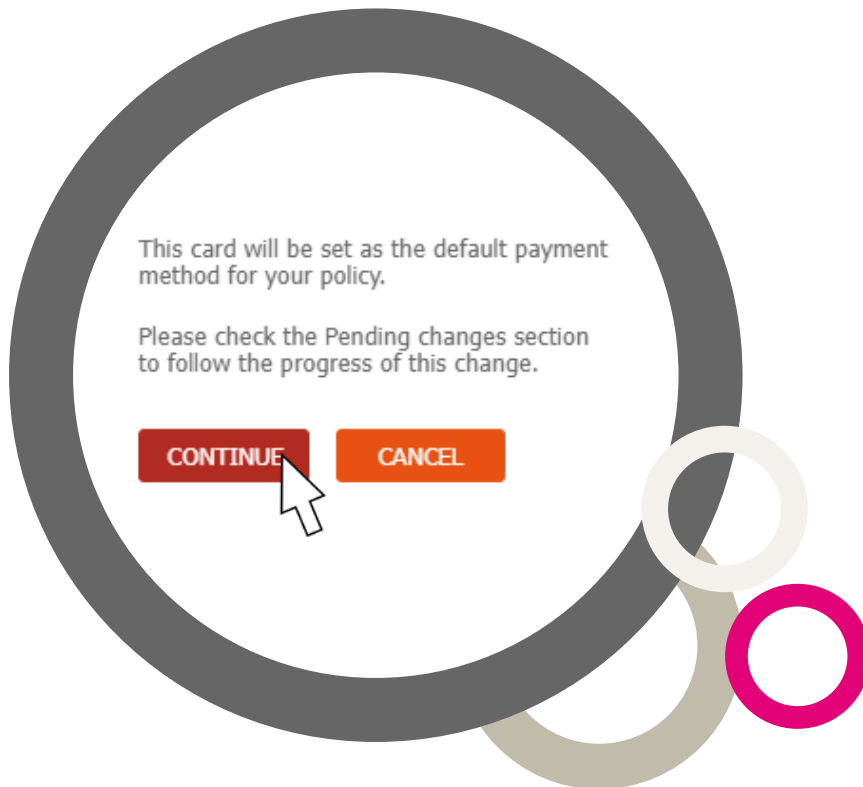 This card will be set as the default payment
method for your policy.
Please check the Pending changes section
to follow the progress of this change.
CONTINUE CANCEL